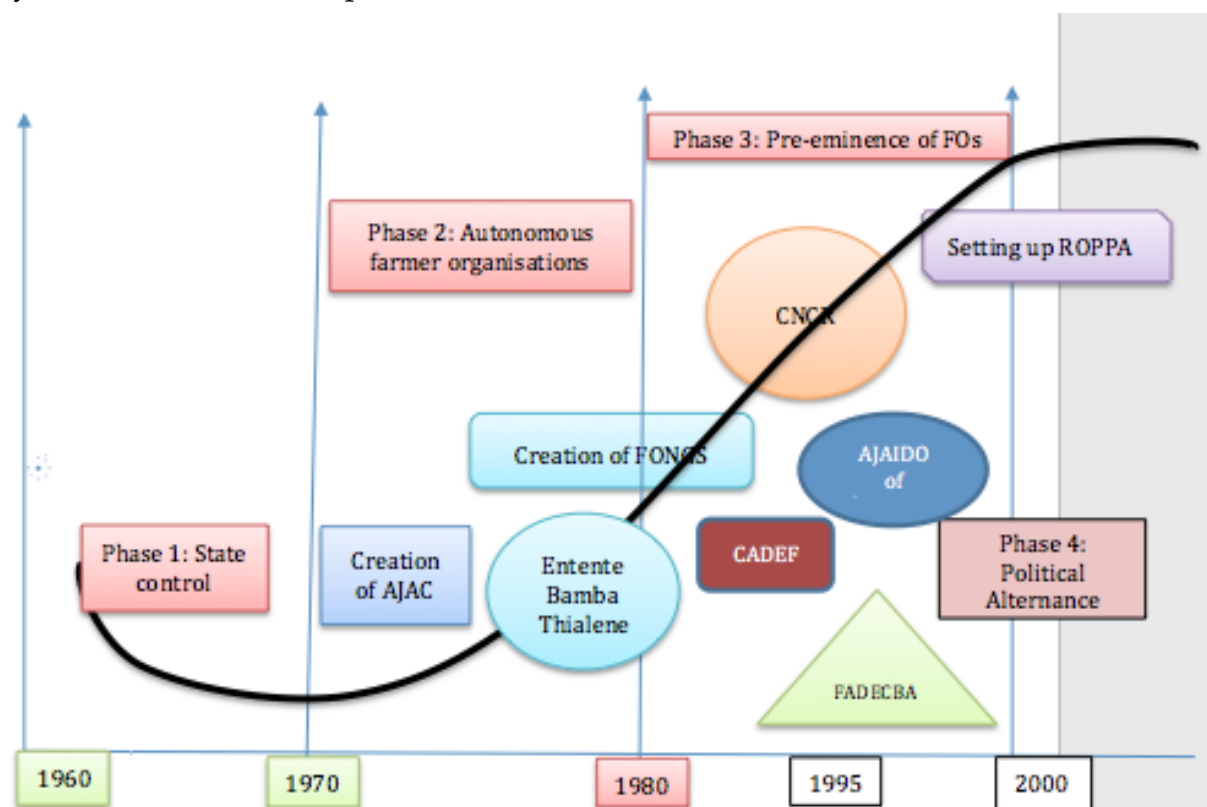 Phase 3: Pre-eminence of FOs
Phase 2: Autonomous
farmer organisations
Setting up ROPPA
CNCR
Creation of FONGS
AJAIDO
of
Phase 1: State
control
Creation
of AJAC
Entente
Bamba
Thialene
CADEF
Phase 4:
Political
Alternance
FADECBA
1960
1970
1980
1995
2000